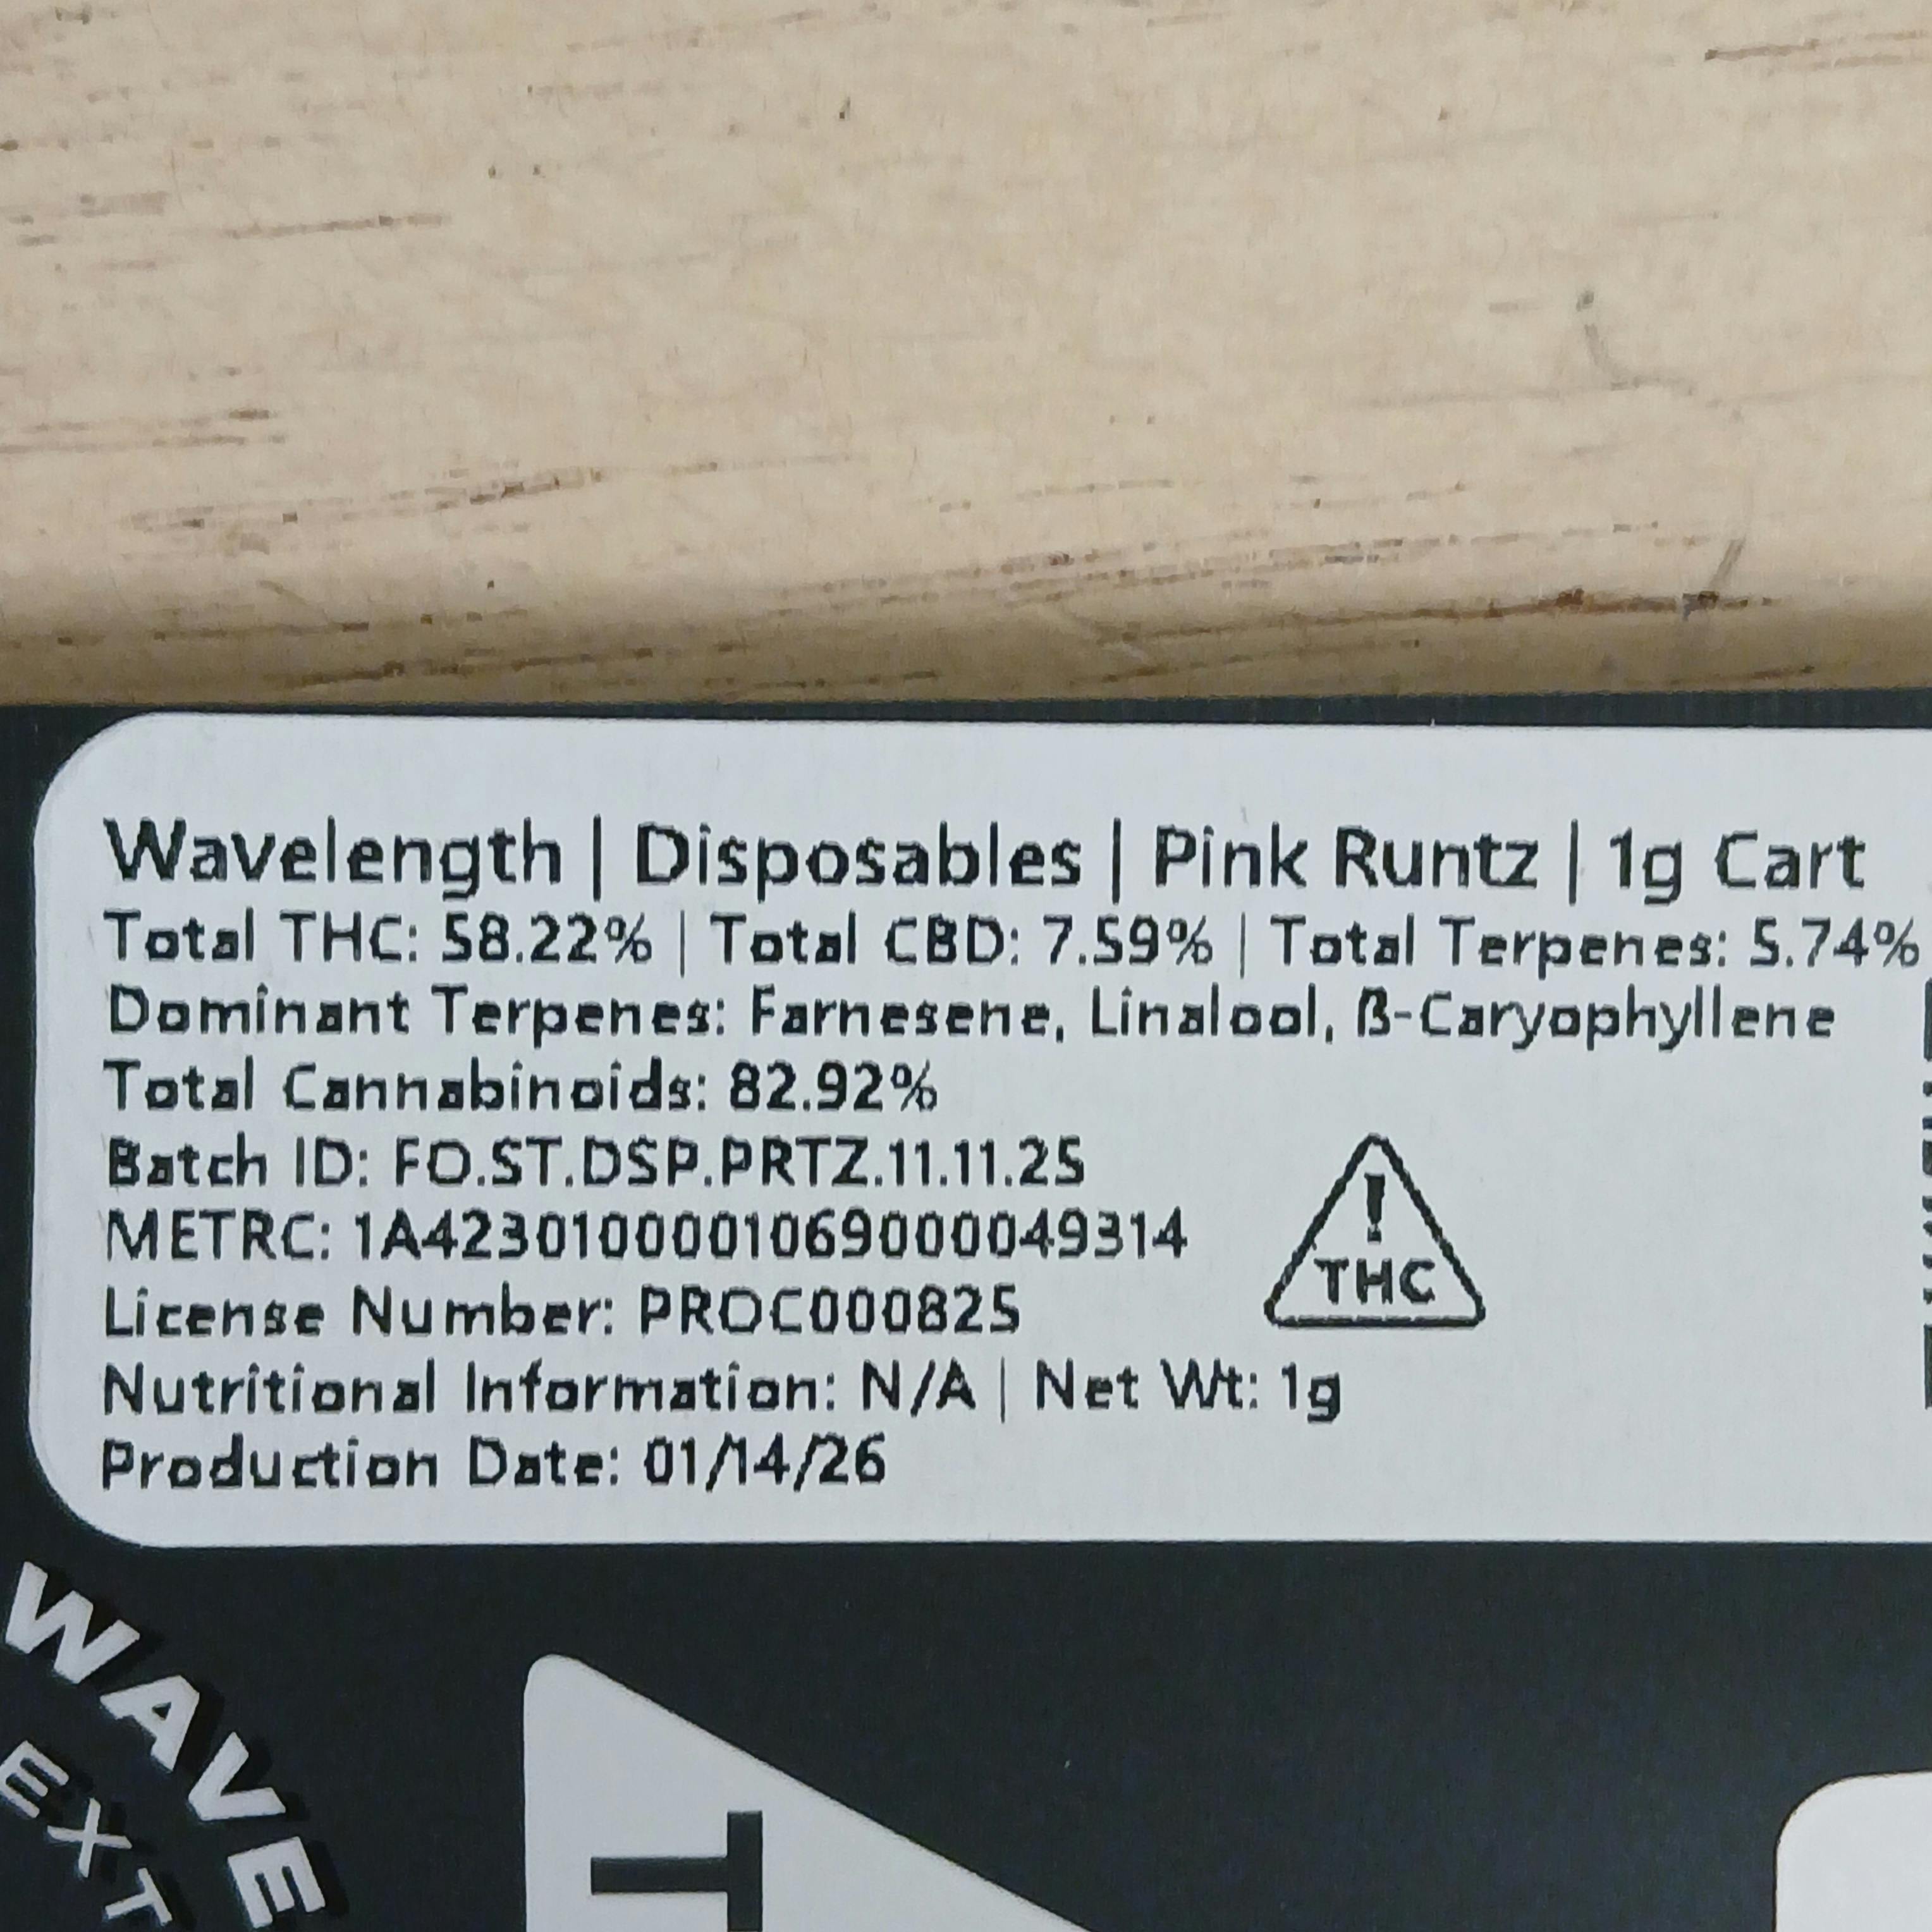 Wavelength | Disposables | Pink Runtz | 1g Cart
Total THC: 58.22% | Total CBD: 7.59% | Total Terpenes: 5.74%
Dominant Terpenes: Farnesene, Linalool, ß-Caryophyllene
Total Cannabinoids: 82.92%
Batch ID: FO.ST.DSP.PRTZ.11.11.25
METRC: 1A4230100001069000049314
License Number: PROC000825
Nutritional Information: N/A | Net Wt: 1g
Production Date: 01/14/26
!
THC
WAVE
EXT
T